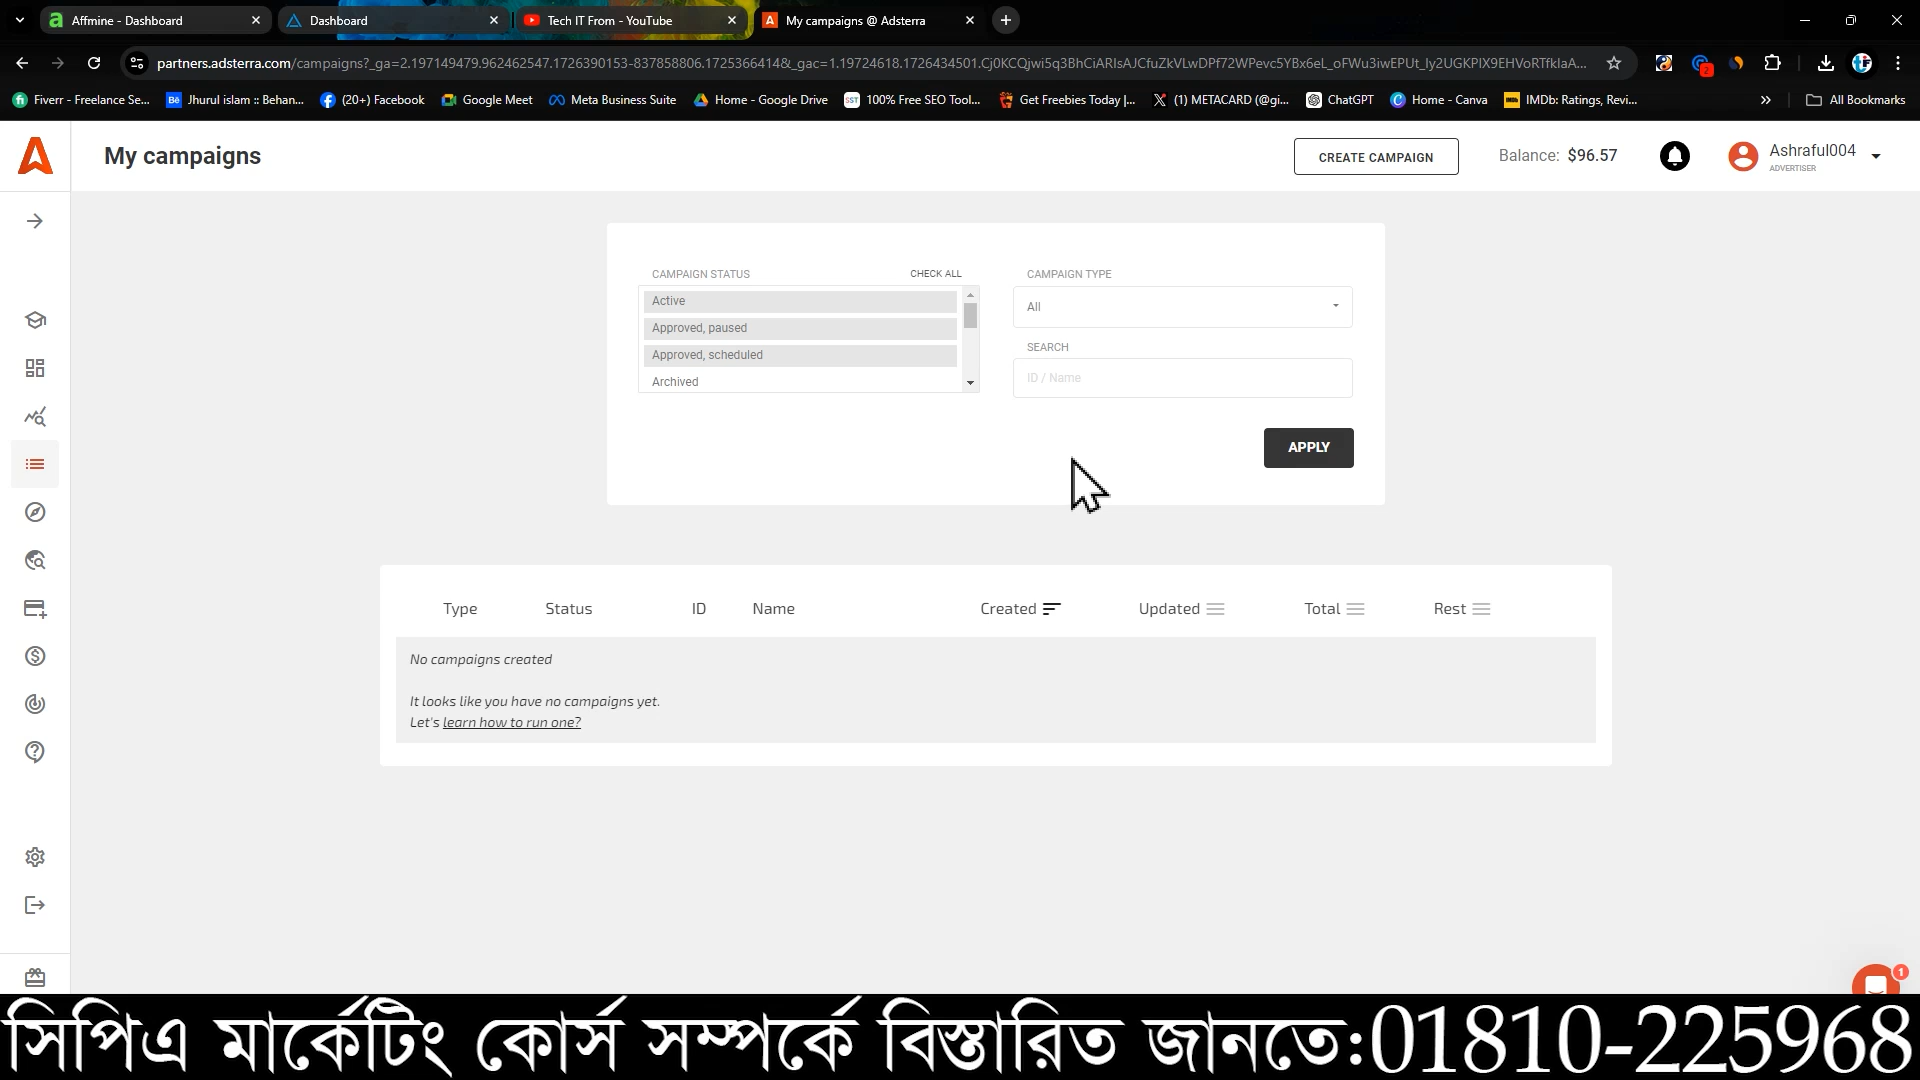 Affmine - Dashboard
Dashboard
Tech IT From - YouTube
My campaigns @ Adsterra
partners.adsterra.com/campaigns?_ga=2.197149479.962462547.1726390153-837858806.1725366414&_gac=1.19724618.1726434501.Cj0KCQjwi5q3BhCiARIsAJCfuZkVLwDPf72WPevc5YBx6eL_oFWu3iwEPUt_Iy2UGKPIX9EHVoRTfkIaA...
2
Fiverr - Freelance Se...
Jhurul islam :: Behan...
(20+) Facebook
Google Meet
Meta Business Suite
Home - Google Drive
100% Free SEO Tool...
Get Freebies Today |...
(1) METACARD (@gi...
ChatGPT
Home - Canva
IMDb: Ratings, Revi...
All Bookmarks
My campaigns
CREATE CAMPAIGN
Balance: $96.57
Ashraful004
ADVERTISER
CAMPAIGN STATUS
CHECK ALL
Active
Approved, paused
Approved, scheduled
Archived
CAMPAIGN TYPE
All
SEARCH
ID / Name
APPLY
Type Status ID Name Created Updated Total Rest
No campaigns created
It looks like you have no campaigns yet.
Let's learn how to run one?
1
সিপিএ মার্কেটিং কোর্স সম্পর্কে বিস্তারিত জানতে:01810-225968